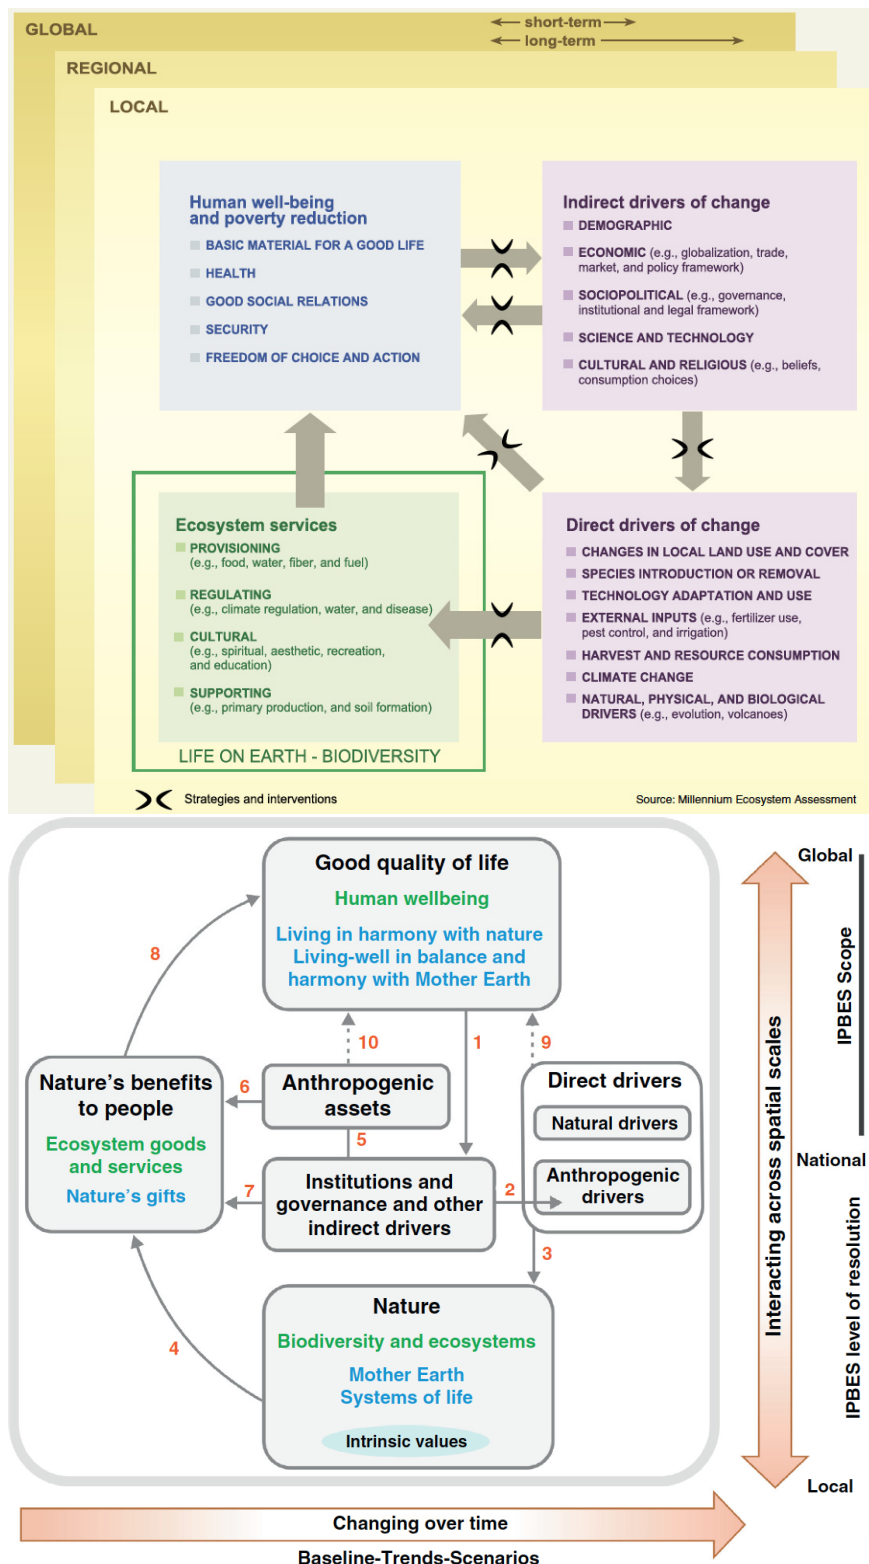 GLOBAL
short-term
long-term
REGIONAL
LOCAL
Human well-being
and poverty reduction
BASIC MATERIAL FOR A GOOD LIFE
HEALTH
GOOD SOCIAL RELATIONS
SECURITY
FREEDOM OF CHOICE AND ACTION
Indirect drivers of change
DEMOGRAPHIC
ECONOMIC (e.g., globalization, trade,
market, and policy framework)
SOCIOPOLITICAL (e.g., governance,
institutional and legal framework)
SCIENCE AND TECHNOLOGY
CULTURAL AND RELIGIOUS (e.g., beliefs,
consumption choices)
Ecosystem services
PROVISIONING
(e.g., food, water, fiber, and fuel)
REGULATING
(e.g., climate regulation, water, and disease)
CULTURAL
(e.g., spiritual, aesthetic, recreation,
and education)
SUPPORTING
(e.g., primary production, and soil formation)
LIFE ON EARTH - BIODIVERSITY
Direct drivers of change
CHANGES IN LOCAL LAND USE AND COVER
SPECIES INTRODUCTION OR REMOVAL
TECHNOLOGY ADAPTATION AND USE
EXTERNAL INPUTS (e.g., fertilizer use,
pest control, and irrigation)
HARVEST AND RESOURCE CONSUMPTION
CLIMATE CHANGE
NATURAL, PHYSICAL, AND BIOLOGICAL
DRIVERS (e.g., evolution, volcanoes)
Strategies and interventions
Source: Millennium Ecosystem Assessment
Good quality of life
Human wellbeing
Living in harmony with nature
Living-well in balance and
harmony with Mother Earth
8
10
1
9
Nature's benefits
to people
Ecosystem goods
and services
Nature's gifts
6
Anthropogenic
assets
5
7
Institutions and
governance and other
indirect drivers
2
Direct drivers
Natural drivers
Anthropogenic
drivers
3
4
Nature
Biodiversity and ecosystems
Mother Earth
Systems of life
Intrinsic values
Global
IPBES Scope
Interacting across spatial scales
National
IPBES level of resolution
Local
Changing over time
Baseline-Trends-Scenarios